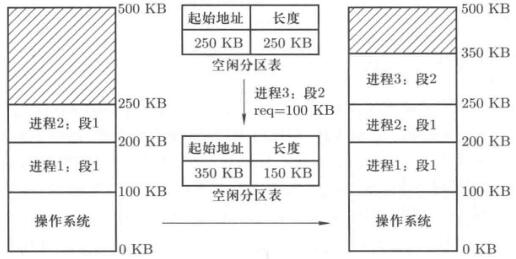 500 KB
250 KB
进程2：段1
200 KB
进程1：段1
100 KB
操作系统
0 KB
起始地址 长度
250 KB 250 KB
空闲分区表
进程3：段2
req=100 KB
起始地址 长度
350 KB 150 KB
空闲分区表
500 KB
350 KB
进程3：段2
250 KB
进程2：段1
200 KB
进程1：段1
100 KB
操作系统
0 KB